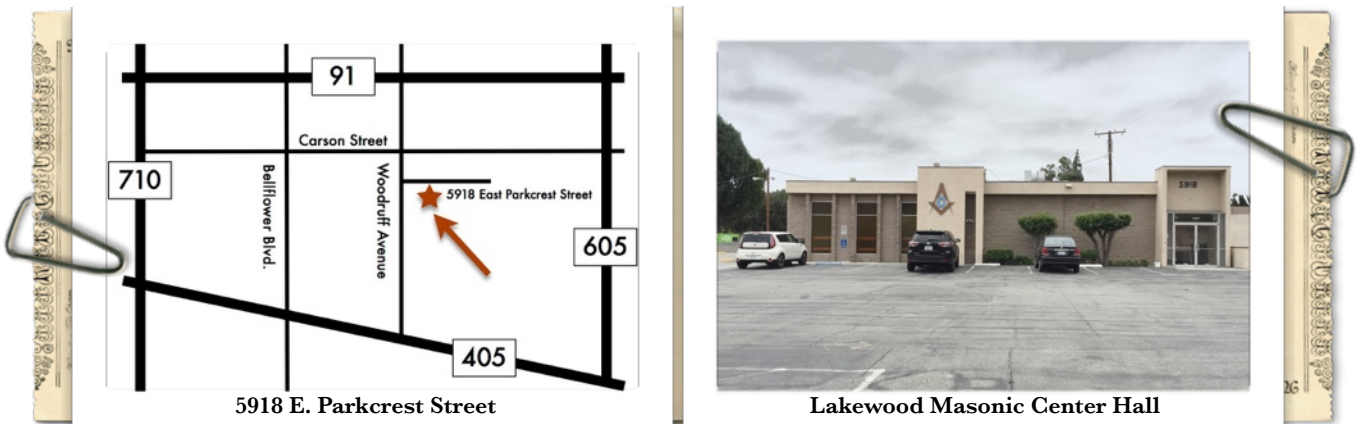 91
Carson Street
710
Bellflower Blvd.
Woodruff Avenue
5918 East Parkcrest Street
605
405
5918 E. Parkcrest Street
5918
Lakewood Masonic Center Hall
26